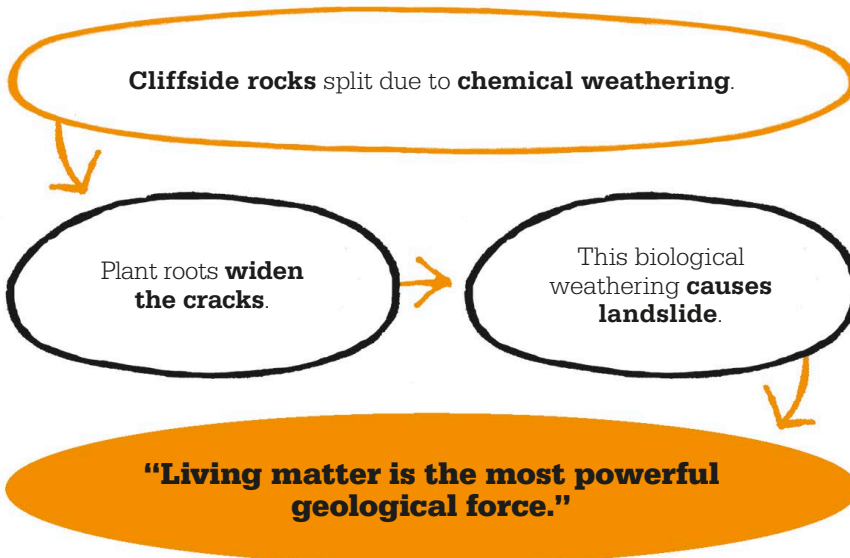 Cliffside rocks split due to chemical weathering.
Plant roots widen
the cracks.
This biological
weathering causes
landslide.
“Living matter is the most powerful
geological force.”